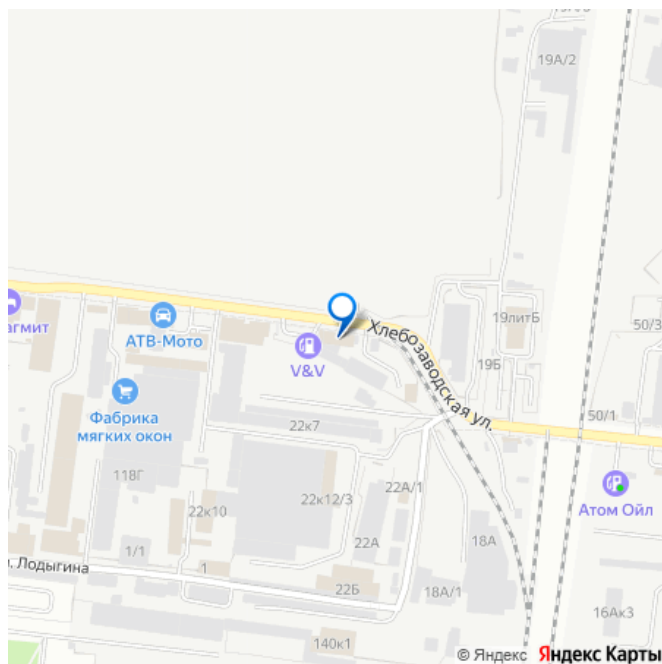 19А/2
19литБ
50/3
Хлебозаводская ул.
агмит
АТВ-Мото
V&V
19Б
50/1
Фабрика
мягких окон
22к7
118Г
22А/1
22к12/3
Атом Ойл
22к10
22А
18А
1/1
1
. Лодыгина
22Б
18А/1
16Ак3
140к1
© Яндекс Яндекс Карты